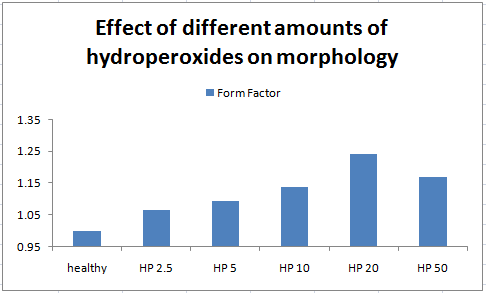 Effect of different amounts of
hydroperoxides on morphology
Form Factor
1.35
1.25
1.15
1.05
0.95
healthy HP 2.5 HP 5 HP 10 HP 20 HP 50